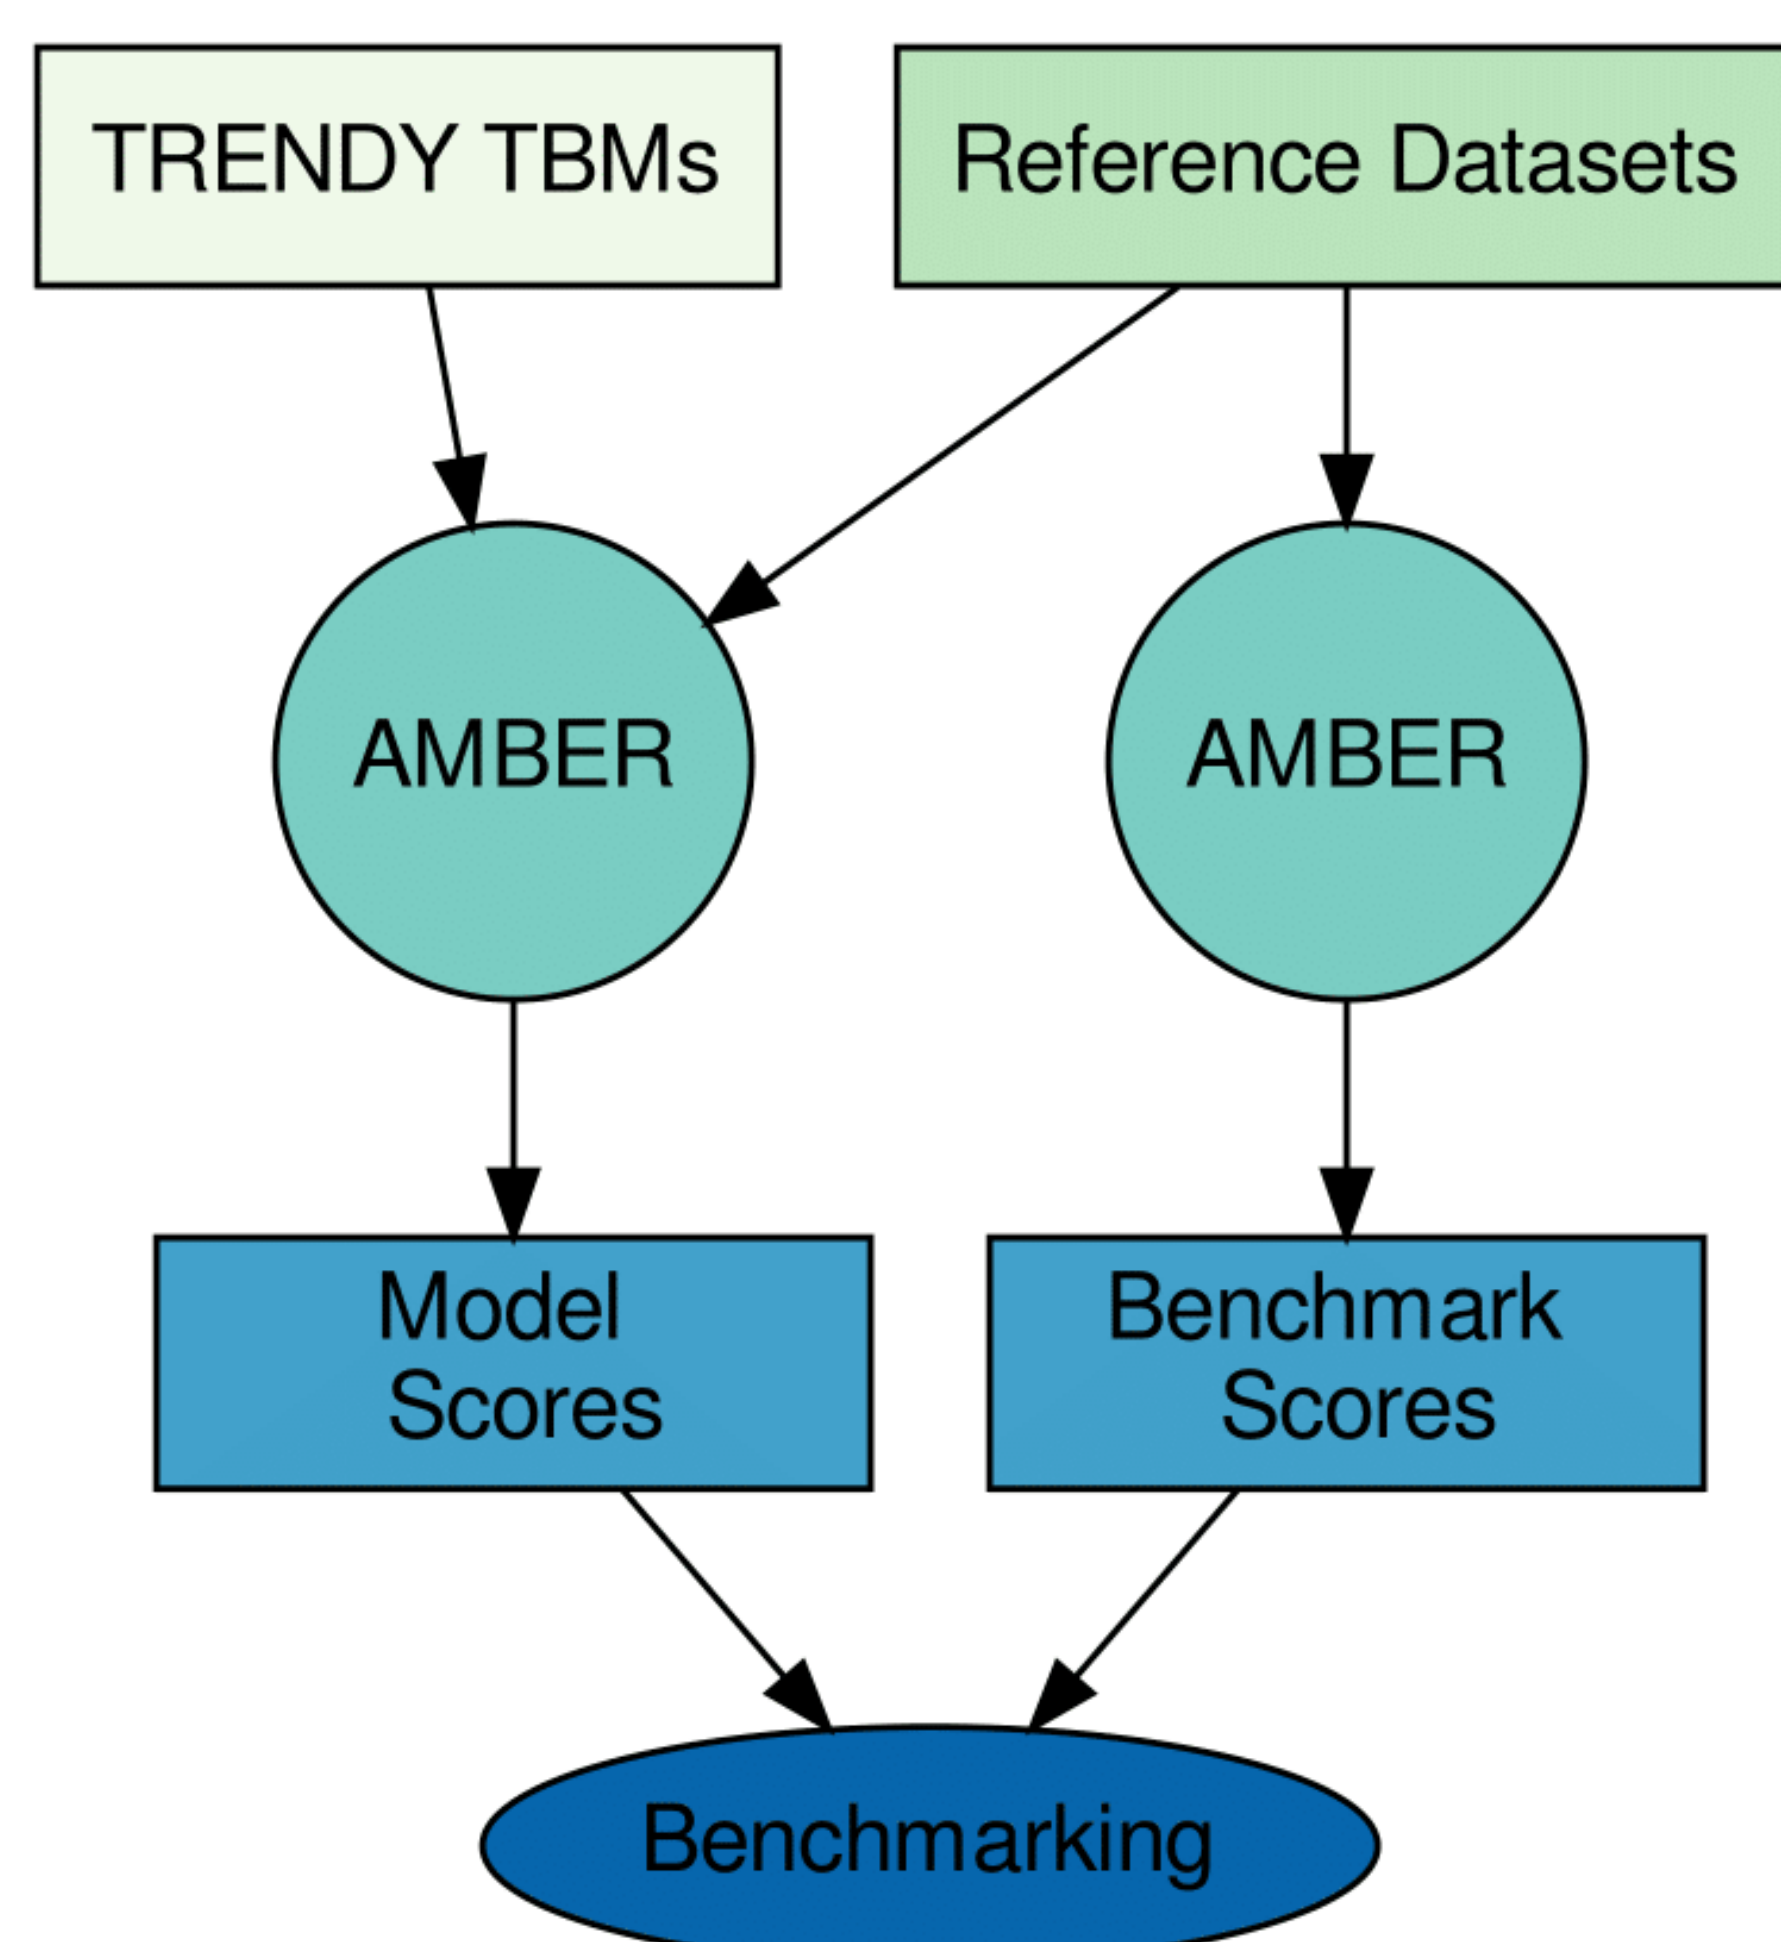 TRENDY TBMs
Reference Datasets
AMBER
AMBER
Model
Scores
Benchmark
Scores
Benchmarking